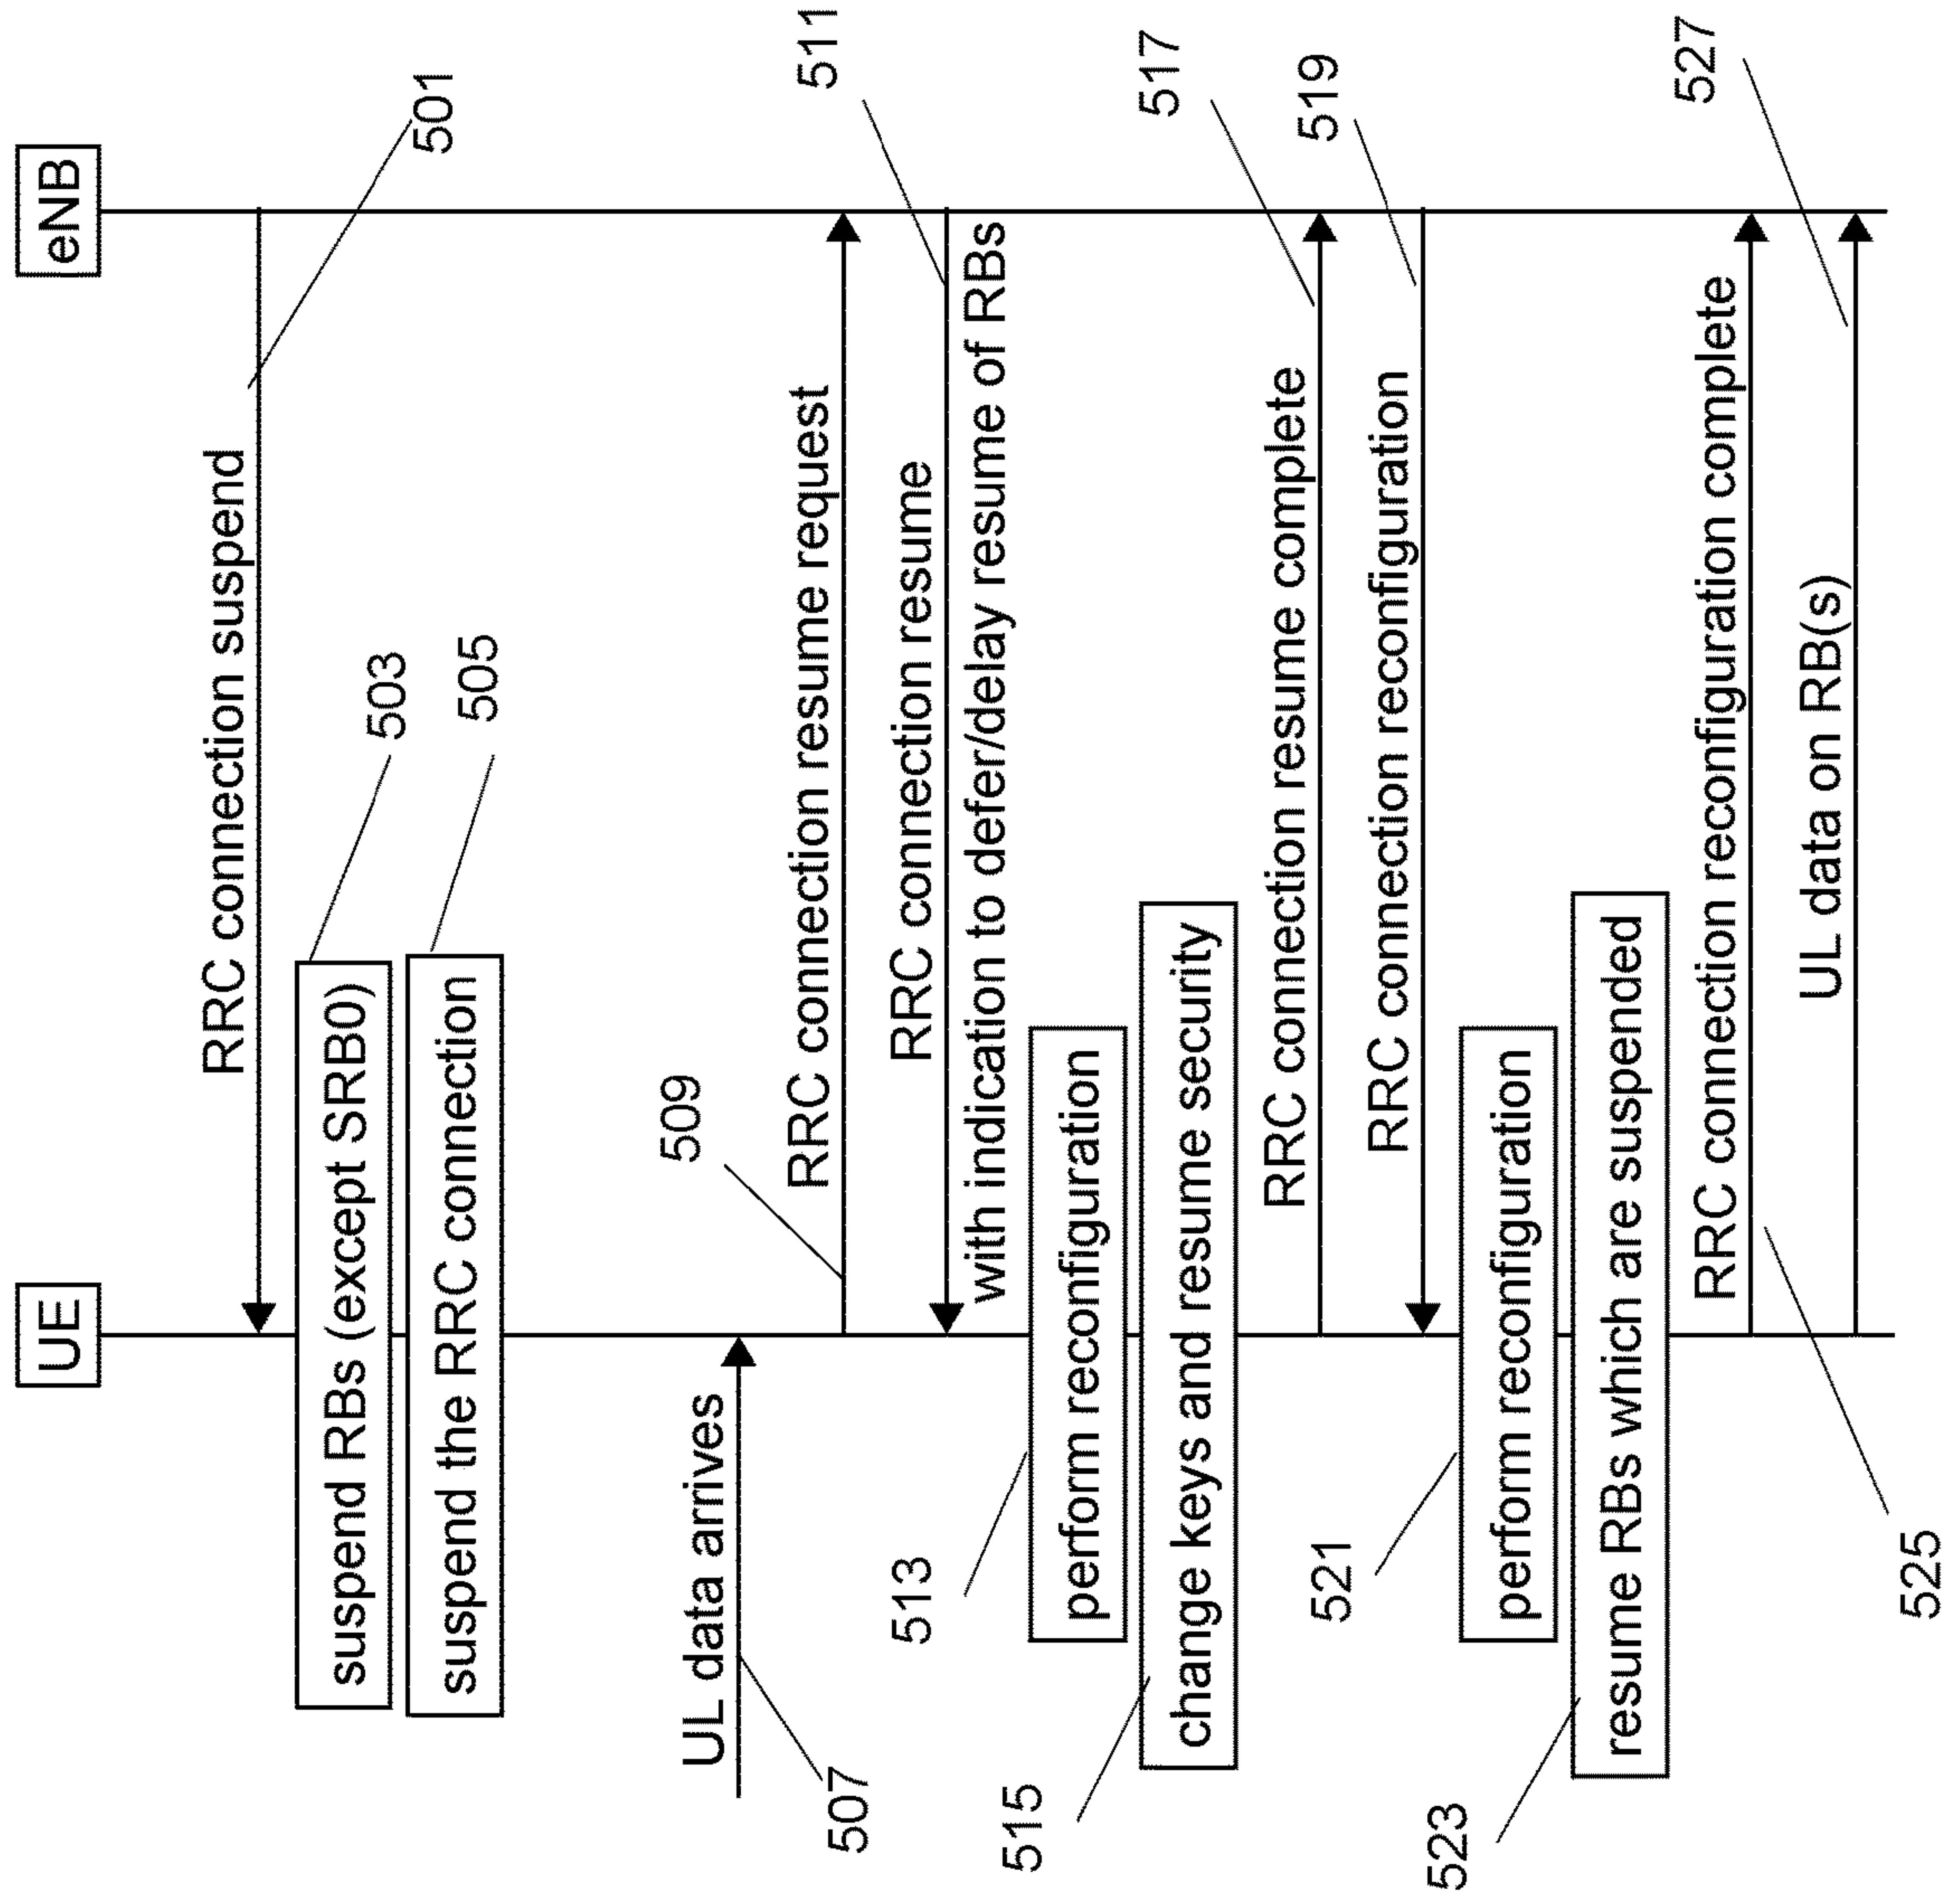 UE
eNB
RRC connection suspend
501
suspend RBs (except SRB0)
503
suspend the RRC connection
505
UL data arrives
507
509
RRC connection resume request
RRC connection resume
511
with indication to defer/delay resume of RBs
513
perform reconfiguration
515
change keys and resume security
RRC connection resume complete
517
RRC connection reconfiguration
519
521
perform reconfiguration
523
resume RBs which are suspended
RRC connection reconfiguration complete
525
UL data on RB(s)
527